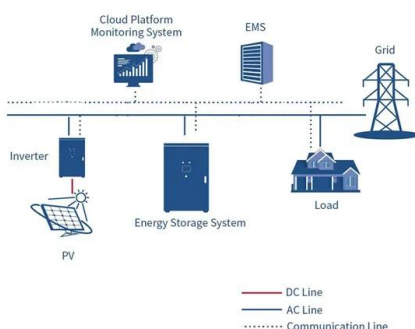 Cloud Platform
Monitoring System
EMS
Grid
Inverter
Energy Storage System
Load
PV
DC Line
AC Line
Communication Line